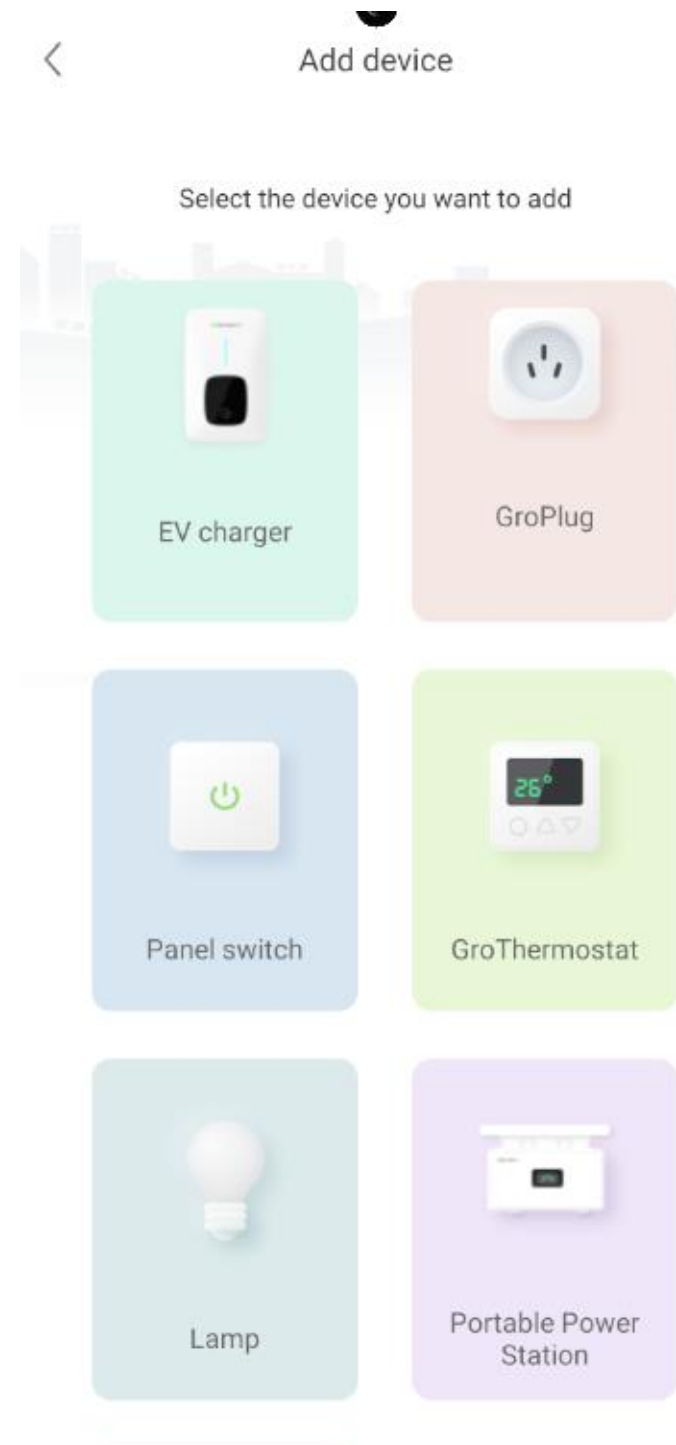 Add device
Select the device you want to add
EV charger
GroPlug
Panel switch
26°
GroThermostat
Lamp
Portable Power
Station